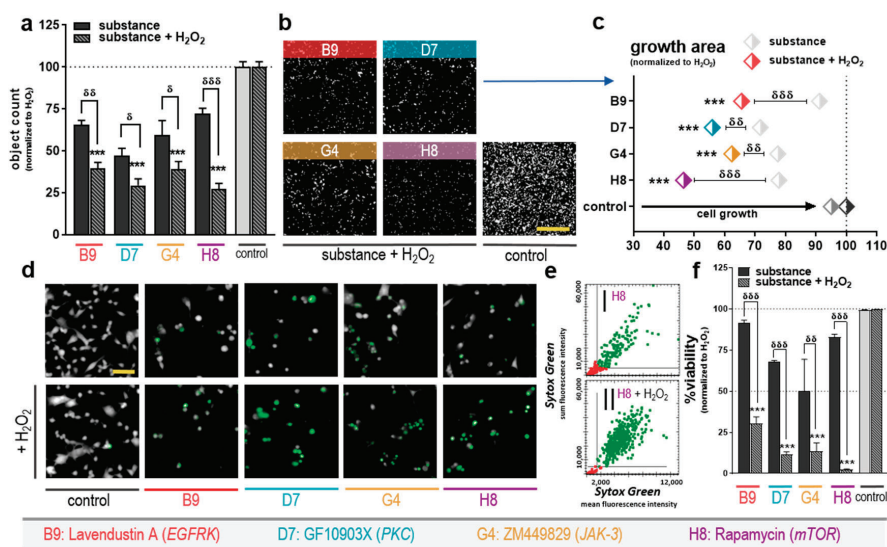 a
substance
substance + H₂O₂
object count
(normalized to H₂O₂)
125
100
75
50
25
0
δδ
δ
δ
δδδ
***
***
***
***
B9
D7
G4
H8
control
b
B9
D7
G4
H8
substance + H₂O₂
control
c
growth area
(normalized to H₂O₂)
substance
substance + H₂O₂
B9
***
δδδ
D7
***
δδ
G4
***
δδ
H8
***
δδδ
control
cell growth
30 40 50 60 70 80 90 100 110
d
+ H₂O₂
control
B9
D7
G4
H8
e
Sytox Green
sum fluorescence intensity
60,000
10,000
I H8
60,000
10,000
II H8 + H₂O₂
2,000
12,000
Sytox Green
mean fluorescence intensity
f
substance
substance + H₂O₂
%viability
(normalized to H₂O₂)
125
100
75
50
25
0
δδδ
δδδ
δδ
δδδ
***
***
***
***
B9
D7
G4
H8
control
B9: Lavendustin A (EGFRK) D7: GF10903X (PKC) G4: ZM449829 (JAK-3) H8: Rapamycin (mTOR)